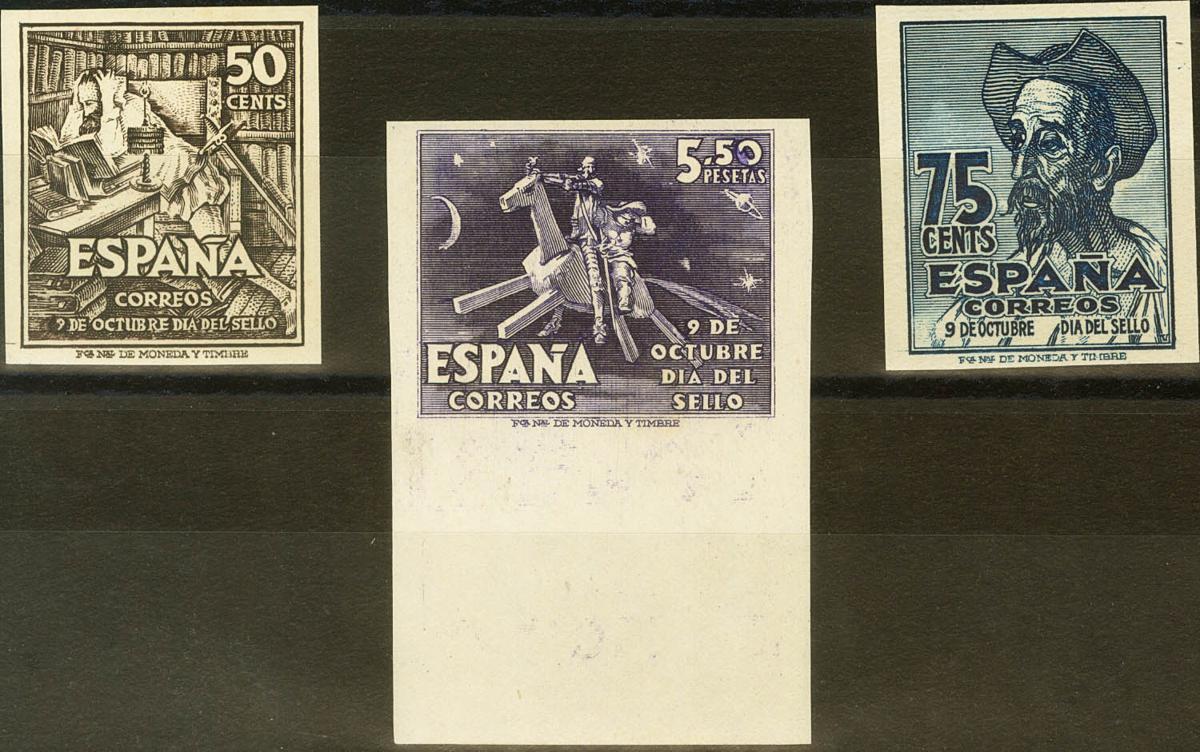 50
CENTS
ESPAÑA
CORREOS
9 DE OCTUBRE DIA DEL SELLO
Fca Nal DE MONEDA Y TIMBRE
5,50
PESETAS
9 DE
OCTUBRE
DIA DEL
SELLO
ESPAÑA
CORREOS
Fca Nal DE MONEDA Y TIMBRE
75
CENTS
ESPAÑA
CORREOS
9 DE OCTUBRE DIA DEL SELLO
Fca Nal DE MONEDA Y TIMBRE